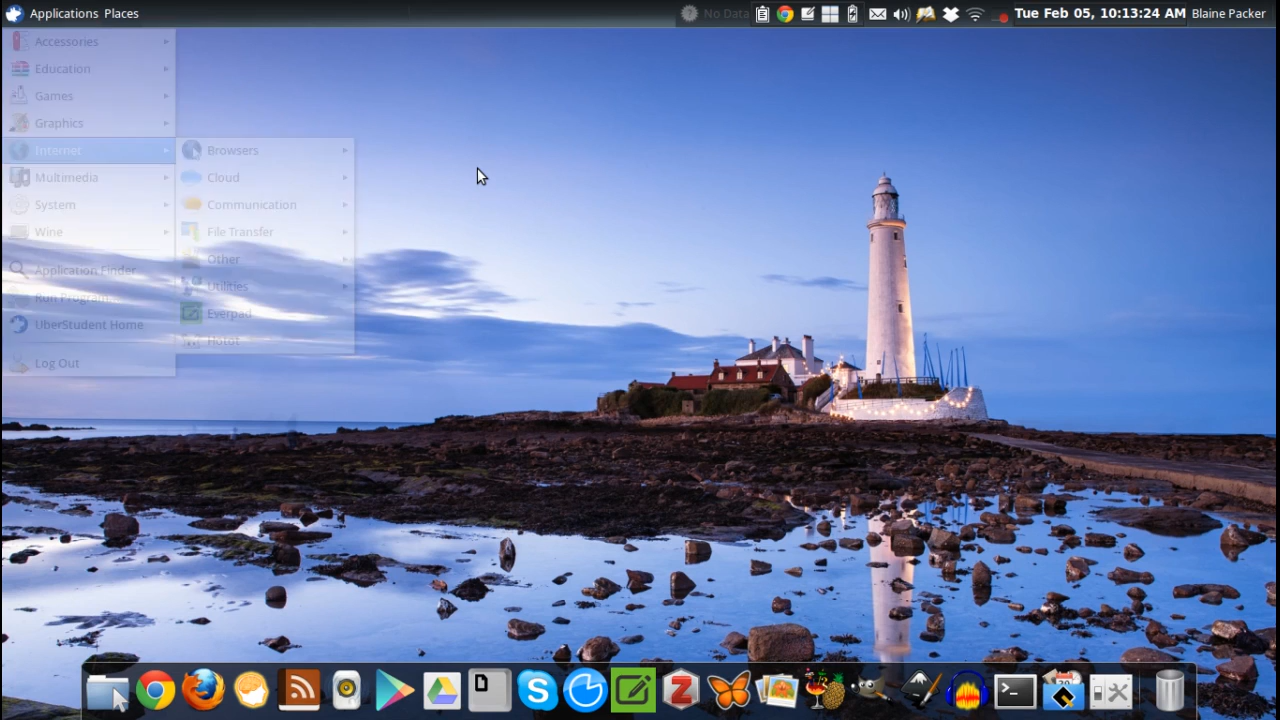 Applications Places
No Data
Tue Feb 05, 10:13:24 AM Blaine Packer
Accessories
Education
Games
Graphics
Internet
Multimedia
System
Wine
Application Finder
Run Program...
UberStudent Home
Log Out
Browsers
Cloud
Communication
File Transfer
Other
Utilities
Everpad
Hotot